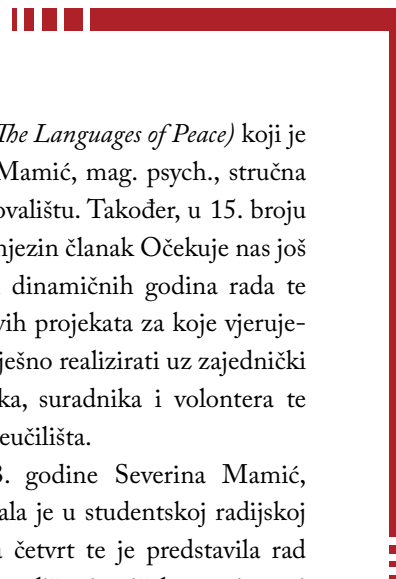 The Languages of Peace) koji je
Mamić, mag. psych., stručna
ovalištu. Također, u 15. broju
njezin članak Očekuje nas još
dinamičnih godina rada te
vih projekata za koje vjeruje-
ješno realizirati uz zajednički
ka, suradnika i volontera te
eučilišta.
3. godine Severina Mamić,
ala je u studentskoj radijskoj
četvrt te je predstavila rad